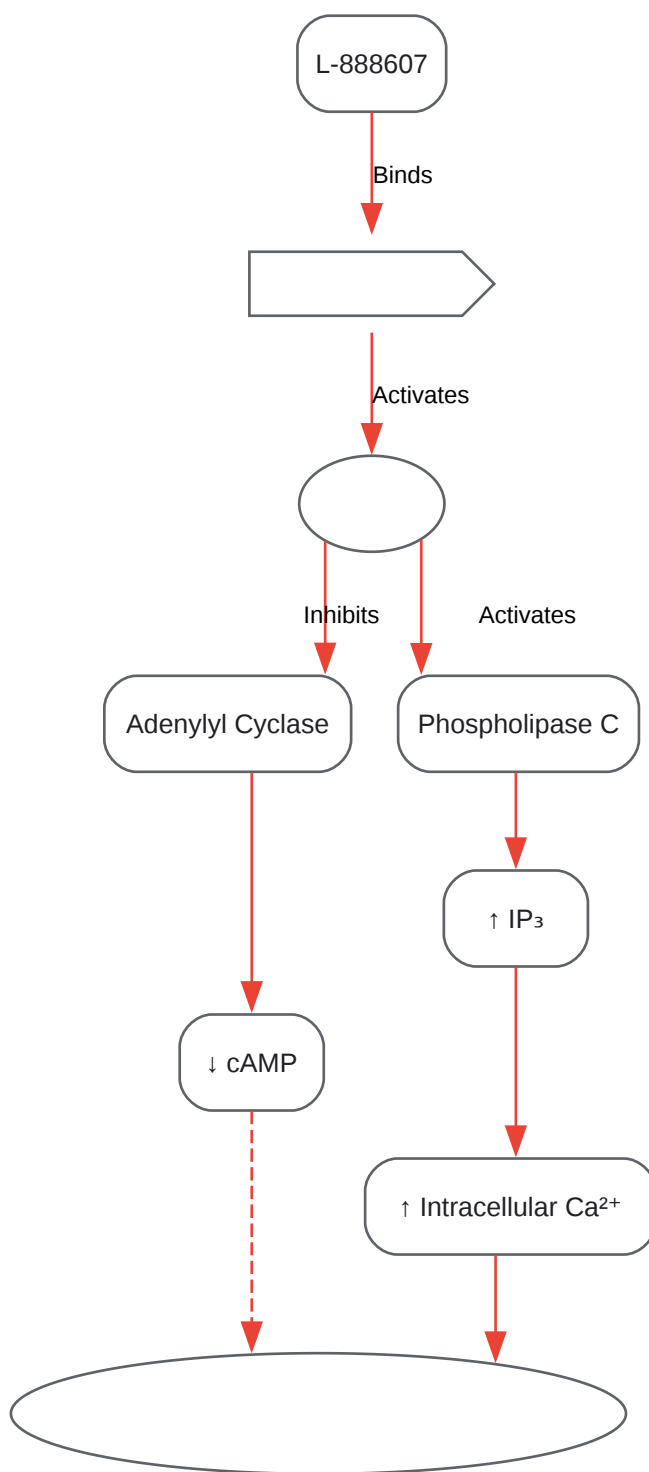 L-888607
Binds
Activates
Inhibits
Activates
Adenylyl Cyclase
Phospholipase C
↑ IP₃
↓ cAMP
↑ Intracellular Ca²⁺